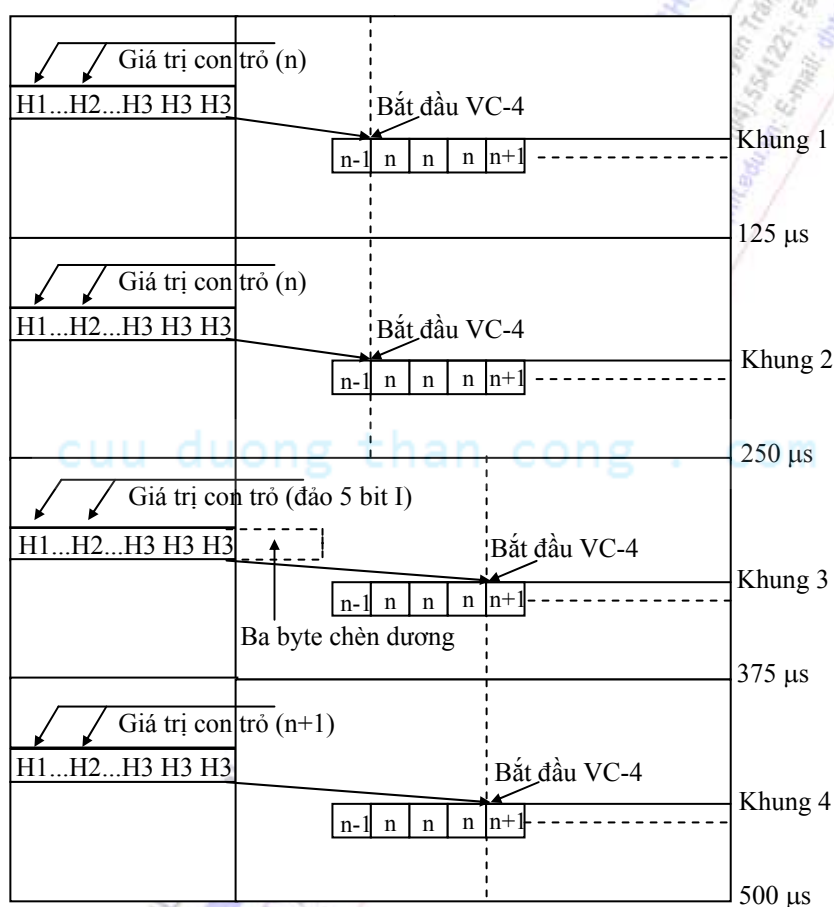 Giá trị con trỏ (n)
H1...H2...H3 H3 H3
Bắt đầu VC-4
n-1 n n n n+1
Khung 1
125 μs
Giá trị con trỏ (n)
H1...H2...H3 H3 H3
Bắt đầu VC-4
n-1 n n n n+1
Khung 2
cuu duong than cong . com
250 μs
Giá trị con trỏ (đảo 5 bit I)
H1...H2...H3 H3 H3
Bắt đầu VC-4
n-1 n n n n+1
Khung 3
Ba byte chèn dương
375 μs
Giá trị con trỏ (n+1)
H1...H2...H3 H3 H3
Bắt đầu VC-4
n-1 n n n n+1
Khung 4
500 μs